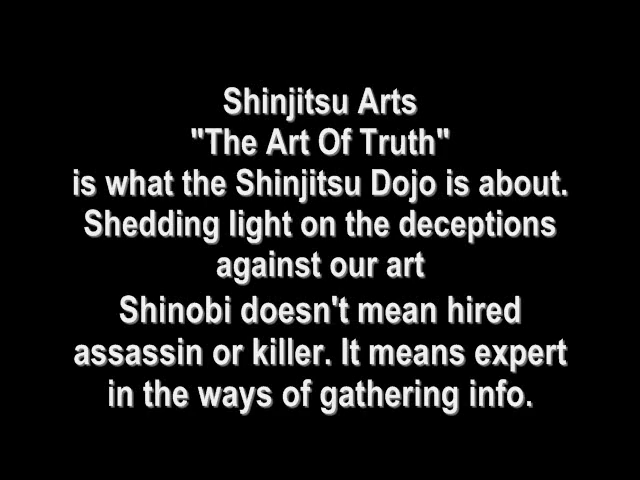 Shinjitsu Arts
"The Art Of Truth"
is what the Shinjitsu Dojo is about.
Shedding light on the deceptions
against our art
Shinobi doesn't mean hired
assassin or killer. It means expert
in the ways of gathering info.